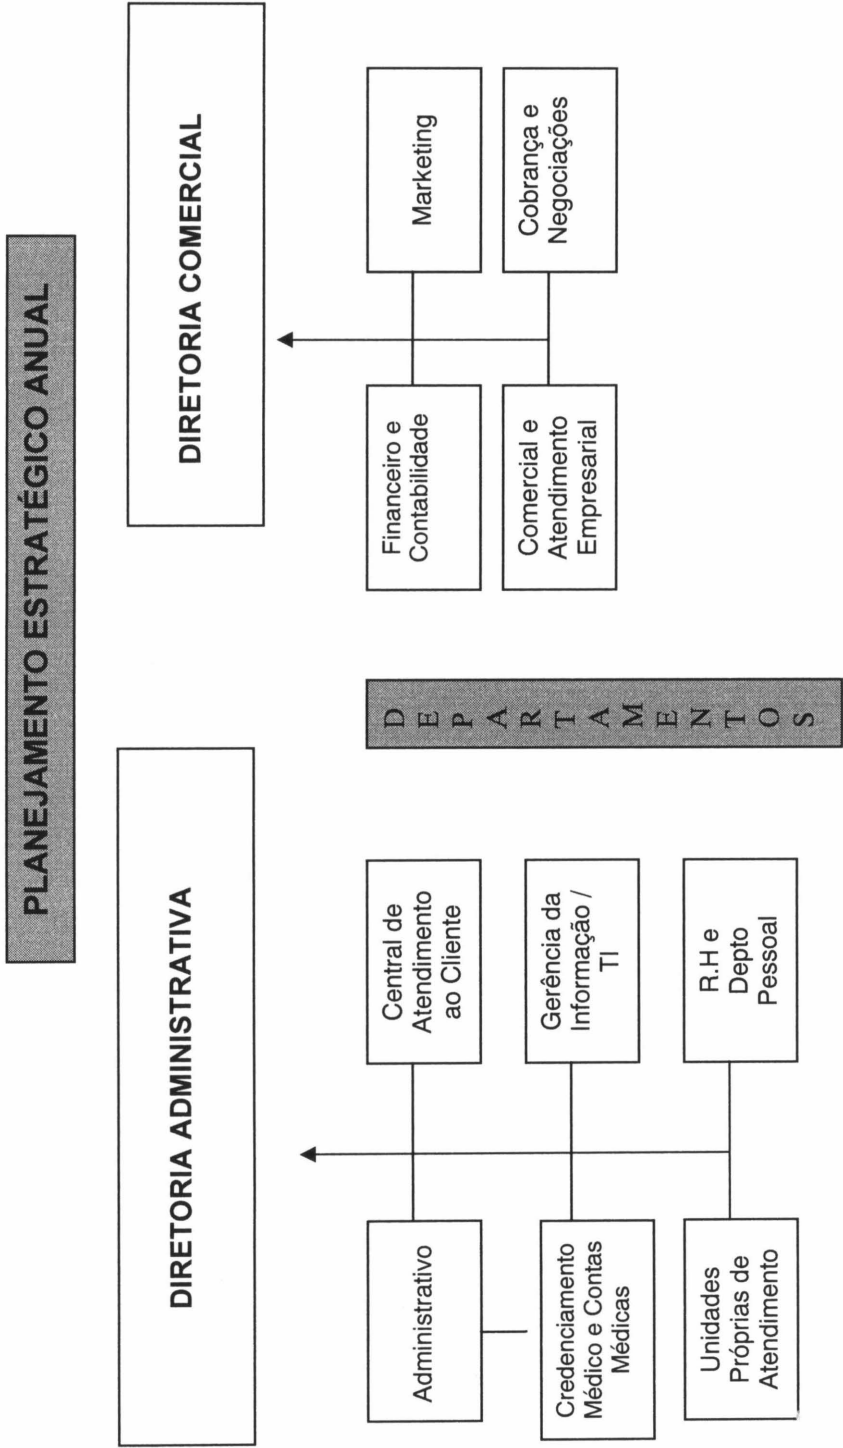 PLANEJAMENTO ESTRATÉGICO ANUAL
DIRETORIA ADMINISTRATIVA
DIRETORIA COMERCIAL
Administrativo
Central de
Atendimento
ao Cliente
Credenciamento
Médico e Contas
Médicas
Gerência da
Informação /
TI
Unidades
Próprias de
Atendimento
R.H e
Depto
Pessoal
D
E
P
A
R
T
A
M
E
N
T
O
S
Financeiro e
Contabilidade
Marketing
Comercial e
Atendimento
Empresarial
Cobrança e
Negociações